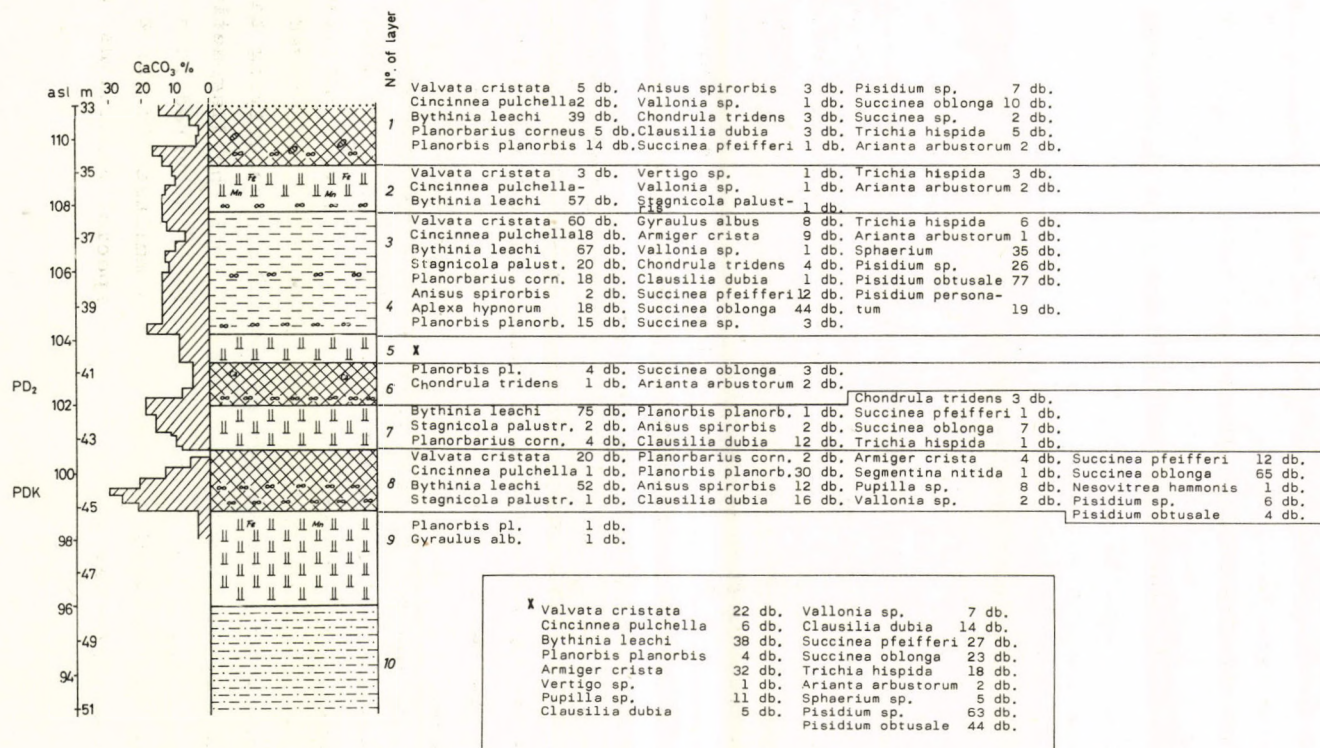 N°. of layer
CaCO3 %
asl m 30 20 10 0
33
110
35
108
37
106
39
104
41
PD2
102
43
100
PDK
45
98
47
96
49
94
51
1
Valvata cristata 5 db. Anisus spirorbis 3 db. Pisidium sp. 7 db.
Cincinnea pulchella2 db. Vallonia sp. 1 db. Succinea oblonga 10 db.
Bythinia leachi 39 db. Chondrula tridens 3 db. Succinea sp. 2 db.
Planorbarius corneus 5 db.Clausilia dubia 3 db. Trichia hispida 5 db.
Planorbis planorbis 14 db.Succinea pfeifferi 1 db. Arianta arbustorum 2 db.
2
Fe Fe
Mn Mn
Valvata cristata 3 db. Vertigo sp. 1 db. Trichia hispida 3 db.
Cincinnea pulchella- Vallonia sp. 1 db. Arianta arbustorum 2 db.
Bythinia leachi 57 db. Stagnicola palust-
ris 1 db.
3
Valvata cristata 60 db. Gyraulus albus 8 db. Trichia hispida 6 db.
Cincinnea pulchella18 db. Armiger crista 9 db. Arianta arbustorum 1 db.
Bythinia leachi 67 db. Vallonia sp. 1 db. Sphaerium 35 db.
Stagnicola palust. 20 db. Chondrula tridens 4 db. Pisidium sp. 26 db.
Planorbarius corn. 18 db. Clausilia dubia 1 db. Pisidium obtusale 77 db.
4
Anisus spirorbis 2 db. Succinea pfeifferi12 db. Pisidium persona-
Aplexa hypnorum 18 db. Succinea oblonga 44 db. tum 19 db.
Planorbis planorb. 15 db. Succinea sp. 3 db.
5 x
6
Planorbis pl. 4 db. Succinea oblonga 3 db.
Chondrula tridens 1 db. Arianta arbustorum 2 db.
Chondrula tridens 3 db.
7
Bythinia leachi 75 db. Planorbis planorb. 1 db. Succinea pfeifferi 1 db.
Stagnicola palustr. 2 db. Anisus spirorbis 2 db. Succinea oblonga 7 db.
Planorbarius corn. 4 db. Clausilia dubia 12 db. Trichia hispida 1 db.
8
Valvata cristata 20 db. Planorbarius corn. 2 db. Armiger crista 4 db. Succinea pfeifferi 12 db.
Cincinnea pulchella 1 db. Planorbis planorb.30 db. Segmentina nitida 1 db. Succinea oblonga 65 db.
Bythinia leachi 52 db. Anisus spirorbis 12 db. Pupilla sp. 8 db. Nesovitrea hammonis 1 db.
Stagnicola palustr. 1 db. Clausilia dubia 16 db. Vallonia sp. 2 db. Pisidium sp. 6 db.
Pisidium obtusale 4 db.
9
Fe Mn
Planorbis pl. 1 db.
Gyraulus alb. 1 db.
10
x Valvata cristata 22 db. Vallonia sp. 7 db.
Cincinnea pulchella 6 db. Clausilia dubia 14 db.
Bythinia leachi 38 db. Succinea pfeifferi 27 db.
Planorbis planorbis 4 db. Succinea oblonga 23 db.
Armiger crista 32 db. Trichia hispida 18 db.
Vertigo sp. 1 db. Arianta arbustorum 2 db.
Pupilla sp. 11 db. Sphaerium sp. 5 db.
Clausilia dubia 5 db. Pisidium sp. 63 db.
Pisidium obtusale 44 db.